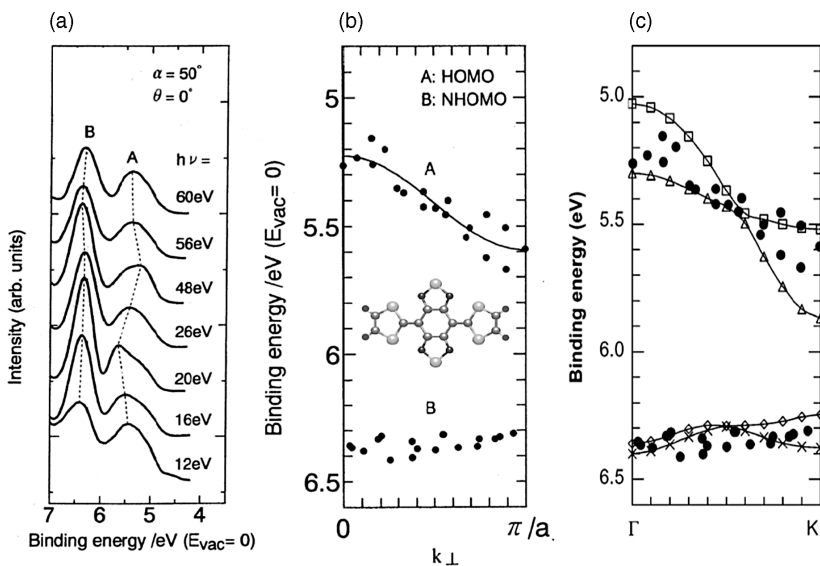 (a)
α = 50°
θ = 0°
B
A
hν =
60eV
56eV
48eV
26eV
20eV
16eV
12eV
Intensity (arb. units)
7 6 5 4
Binding energy /eV (Evac= 0)
(b)
A: HOMO
B: NHOMO
A
B
5
5.5
6
6.5
Binding energy /eV (Evac= 0)
0 π/a
k⊥
(c)
5.0
5.5
6.0
6.5
Binding energy (eV)
Γ K